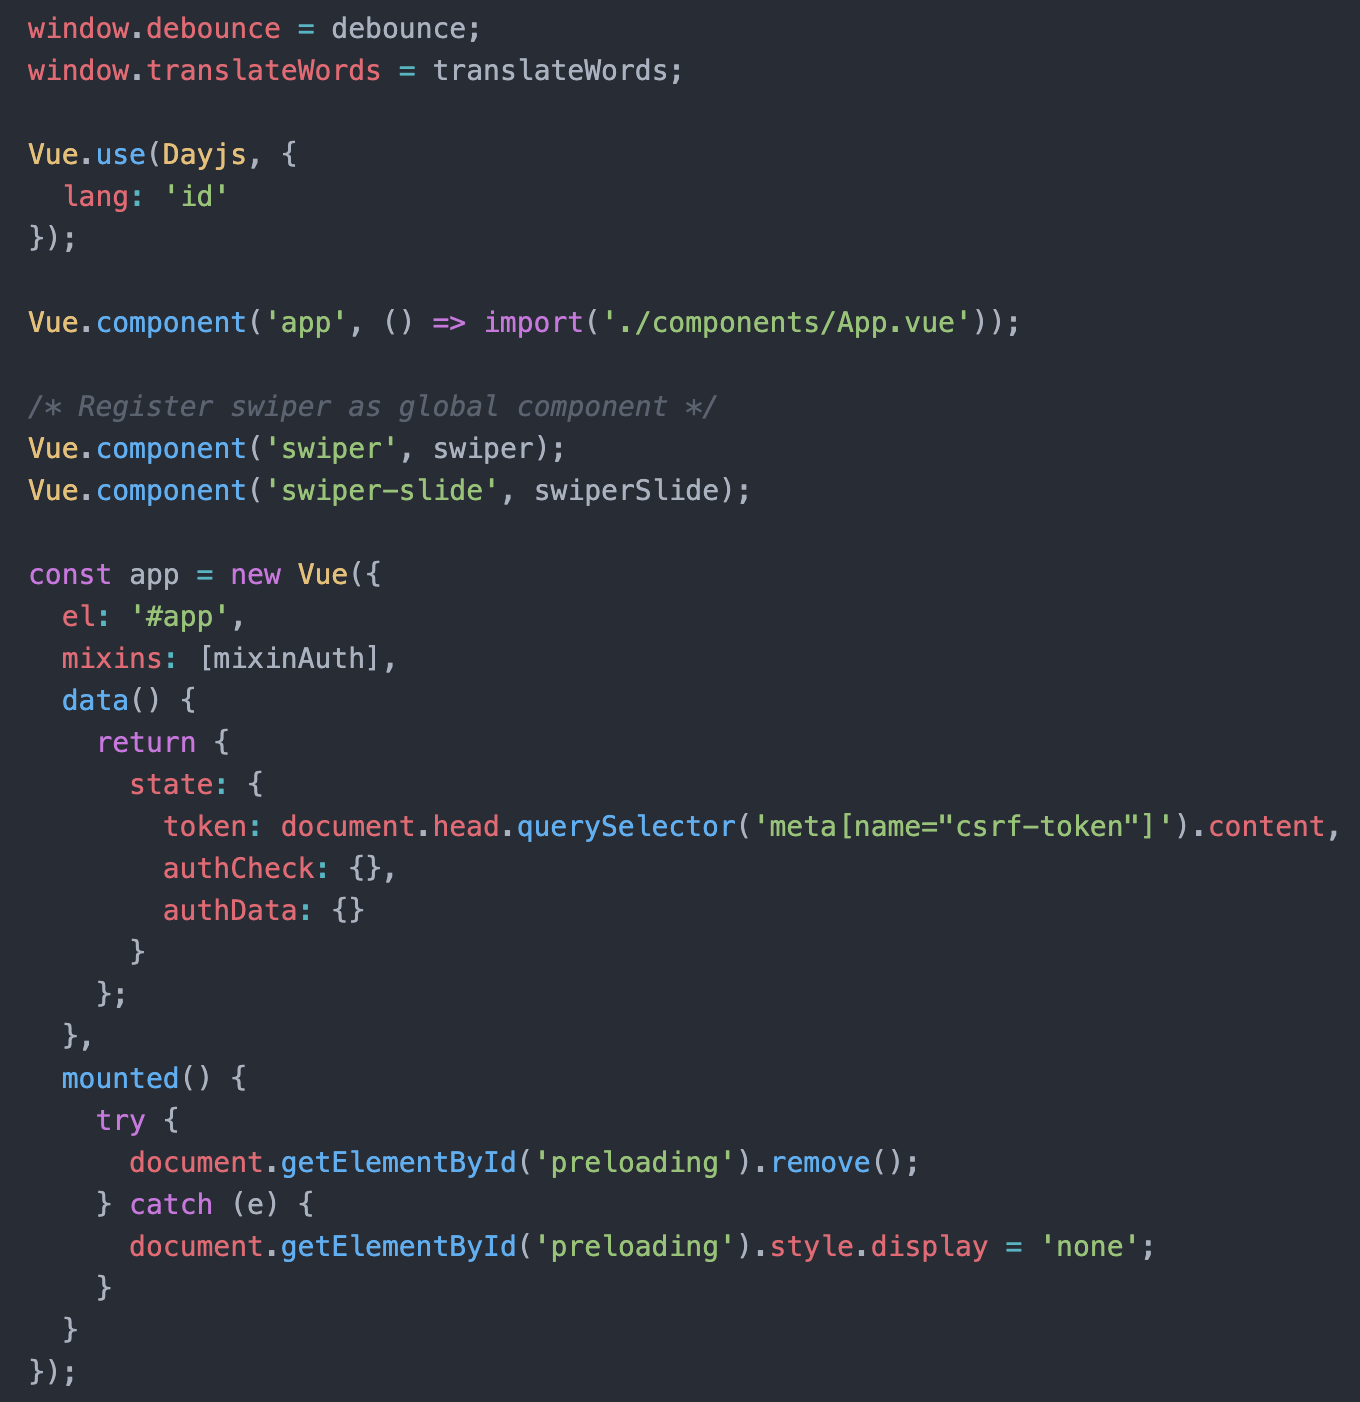 window.debounce = debounce;
window.translateWords = translateWords;

Vue.use(Dayjs, {
  lang: 'id'
});

Vue.component('app', () => import('./components/App.vue'));

/* Register swiper as global component */
Vue.component('swiper', swiper);
Vue.component('swiper-slide', swiperSlide);

const app = new Vue({
  el: '#app',
  mixins: [mixinAuth],
  data() {
    return {
      state: {
        token: document.head.querySelector('meta[name="csrf-token"]').content,
        authCheck: {},
        authData: {}
      }
    };
  },
  mounted() {
    try {
      document.getElementById('preloading').remove();
    } catch (e) {
      document.getElementById('preloading').style.display = 'none';
    }
  }
});